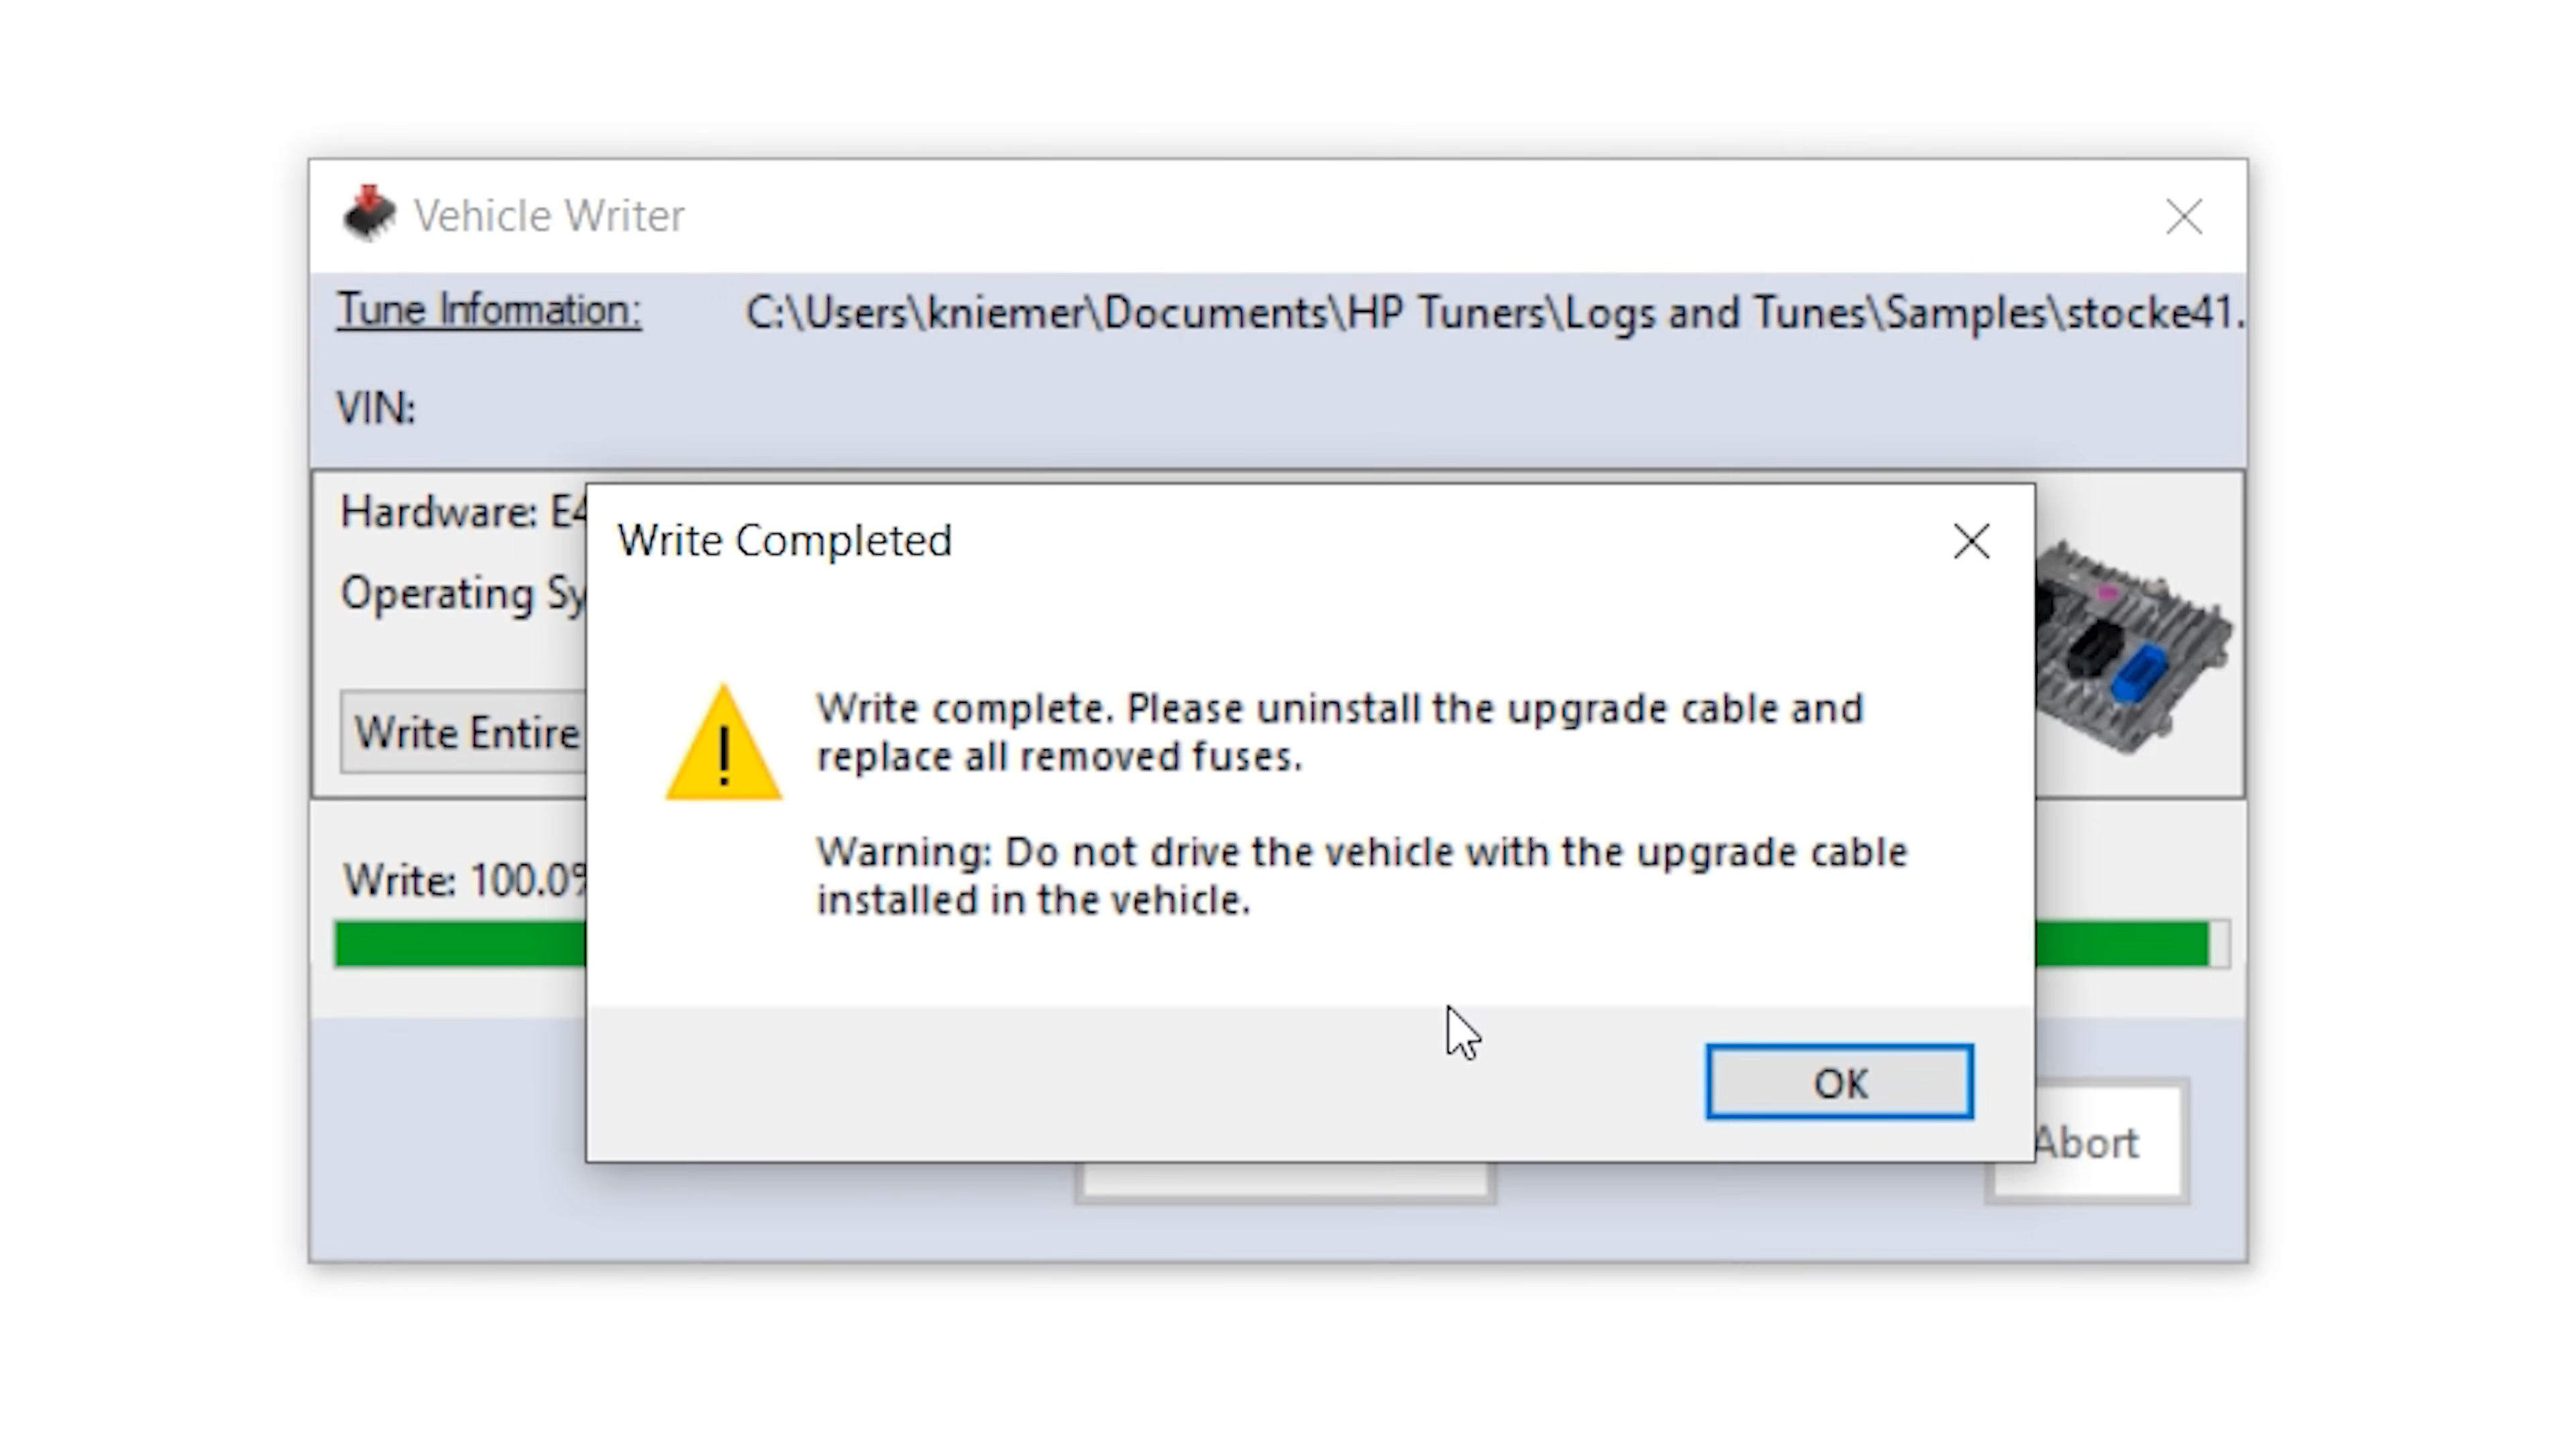 Vehicle Writer
Tune Information: C:\Users\kniemer\Documents\HP Tuners\Logs and Tunes\Samples\stocke41.
VIN:
Hardware: E4
Operating Sy
Write Entire
Write: 100.0%
Write Completed
Write complete. Please uninstall the upgrade cable and
replace all removed fuses.
Warning: Do not drive the vehicle with the upgrade cable
installed in the vehicle.
OK
Abort